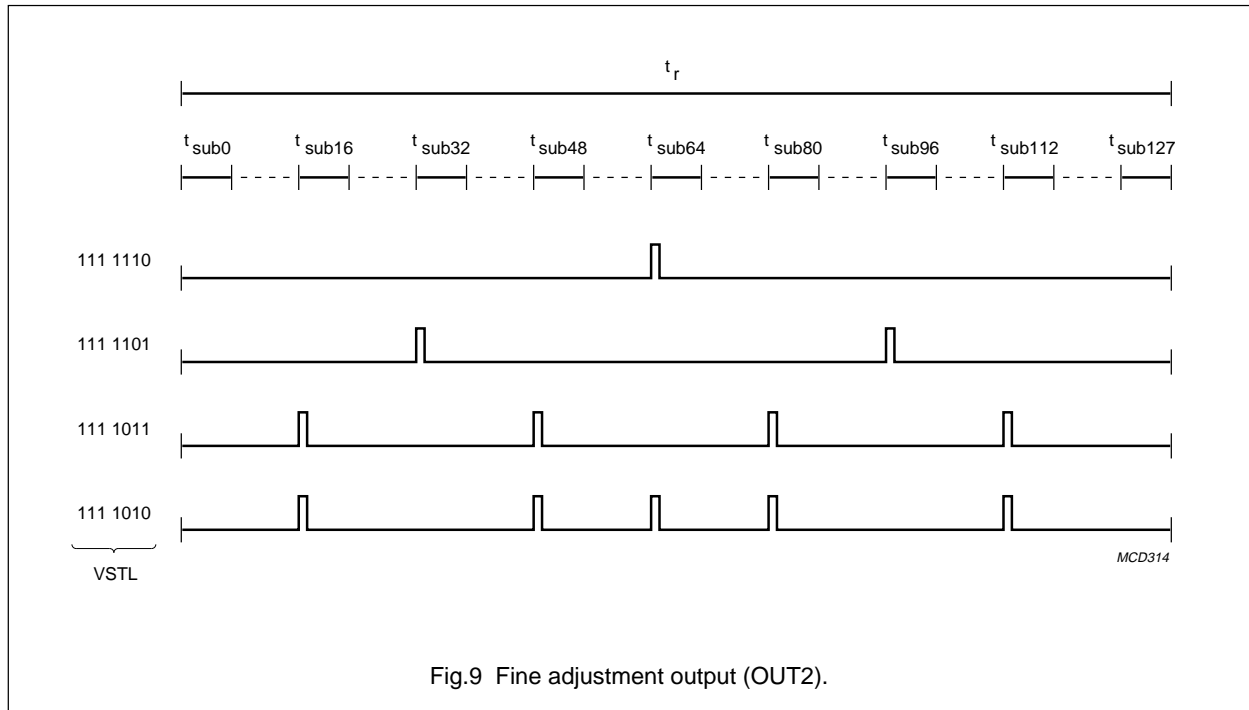 t r
t sub0 t sub16 t sub32 t sub48 t sub64 t sub80 t sub96 t sub112 t sub127
111 1110
111 1101
111 1011
111 1010
VSTL
MCD314
Fig.9 Fine adjustment output (OUT2).